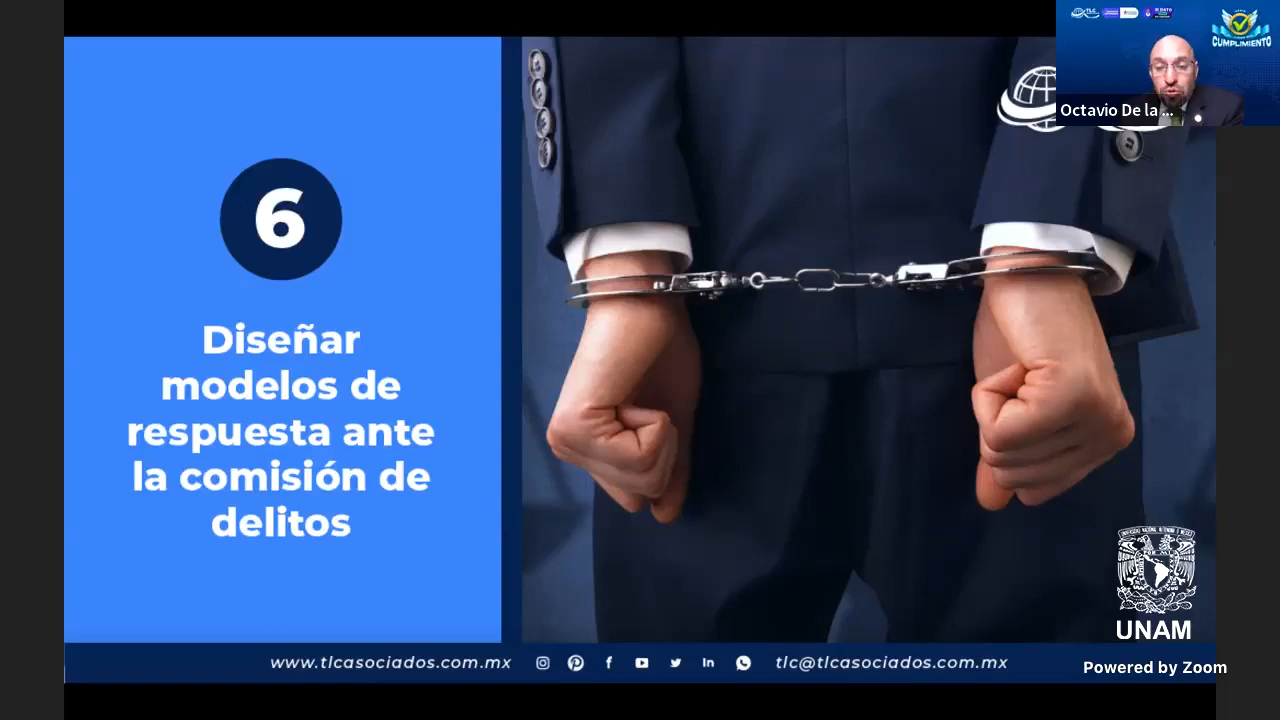 6
Diseñar
modelos de
respuesta ante
la comisión de
delitos
TLC
CUMPLIMIENTO
Octavio De la ...
UNAM
www.tlcasociados.com.mx
tlc@tlcasociados.com.mx
Powered by Zoom